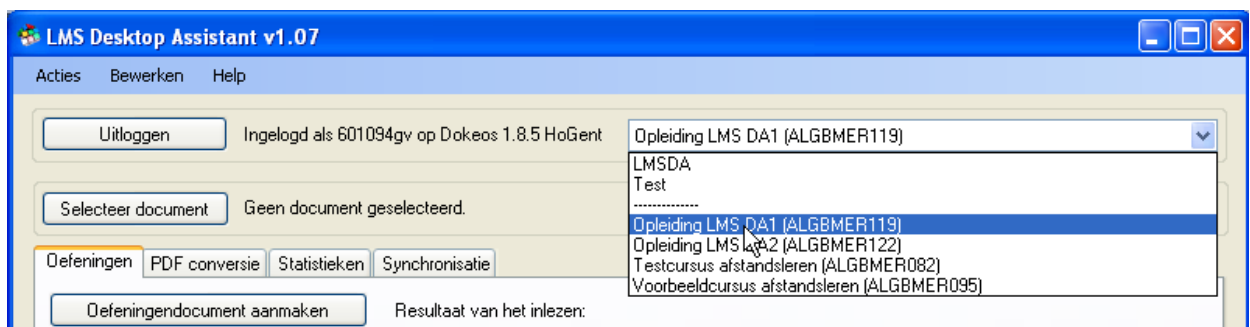 LMS Desktop Assistant v1.07
Acties Bewerken Help
Uitloggen Ingelogd als 601094gv op Dokeos 1.8.5 HoGent Opleiding LMS DA1 (ALGBMER119)
LMSDA
Test
--------------
Selecteer document Geen document geselecteerd.
Opleiding LMS DA1 (ALGBMER119)
Opleiding LMS DA2 (ALGBMER122)
Testcursus afstandsleren (ALGBMER082)
Voorbeeldcursus afstandsleren (ALGBMER095)
Oefeningen PDF conversie Statistieken Synchronisatie
Oefeningendocument aanmaken Resultaat van het inlezen: